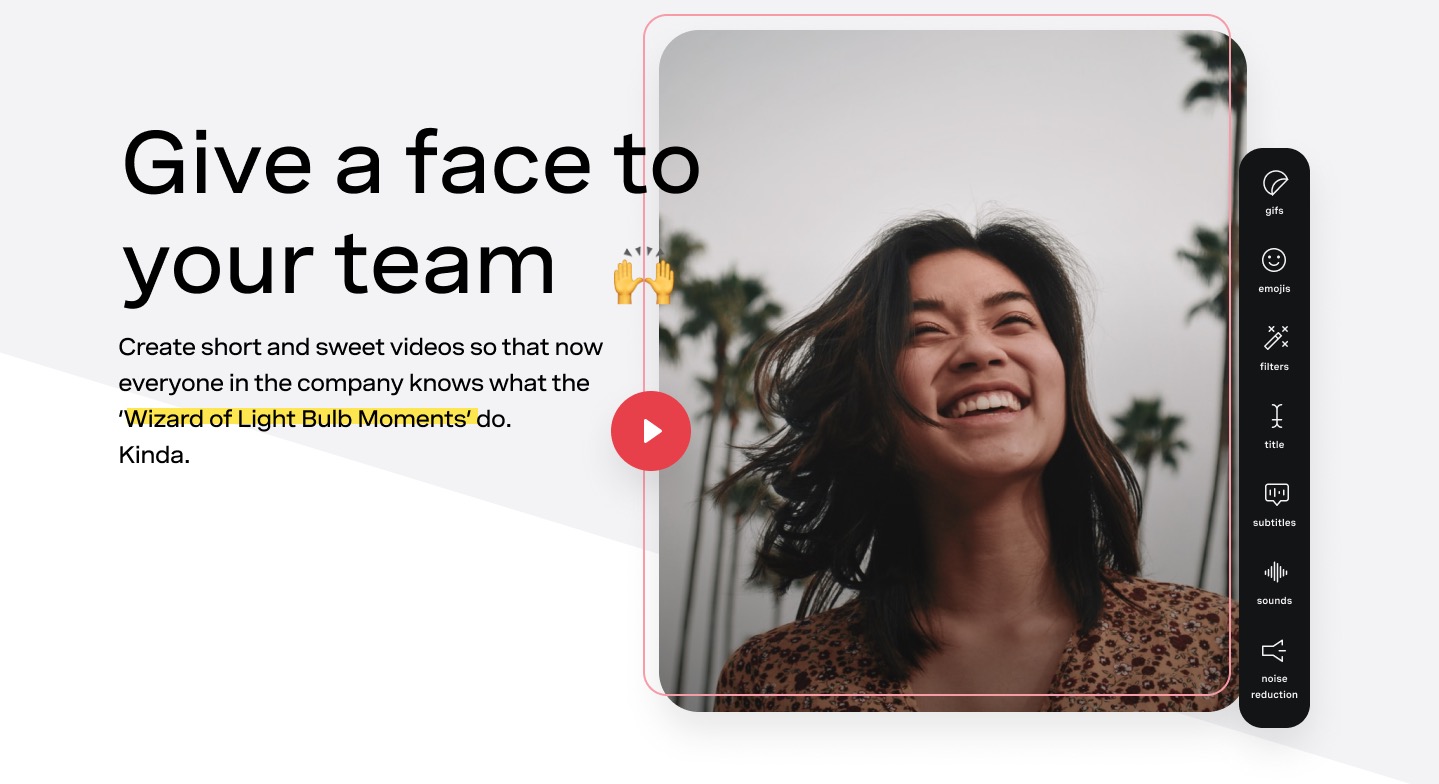 Give a face to
your team 🙌
Create short and sweet videos so that now
everyone in the company knows what the
‘Wizard of Light Bulb Moments’ do.
Kinda.
gifs
emojis
filters
title
subtitles
sounds
noise
reduction